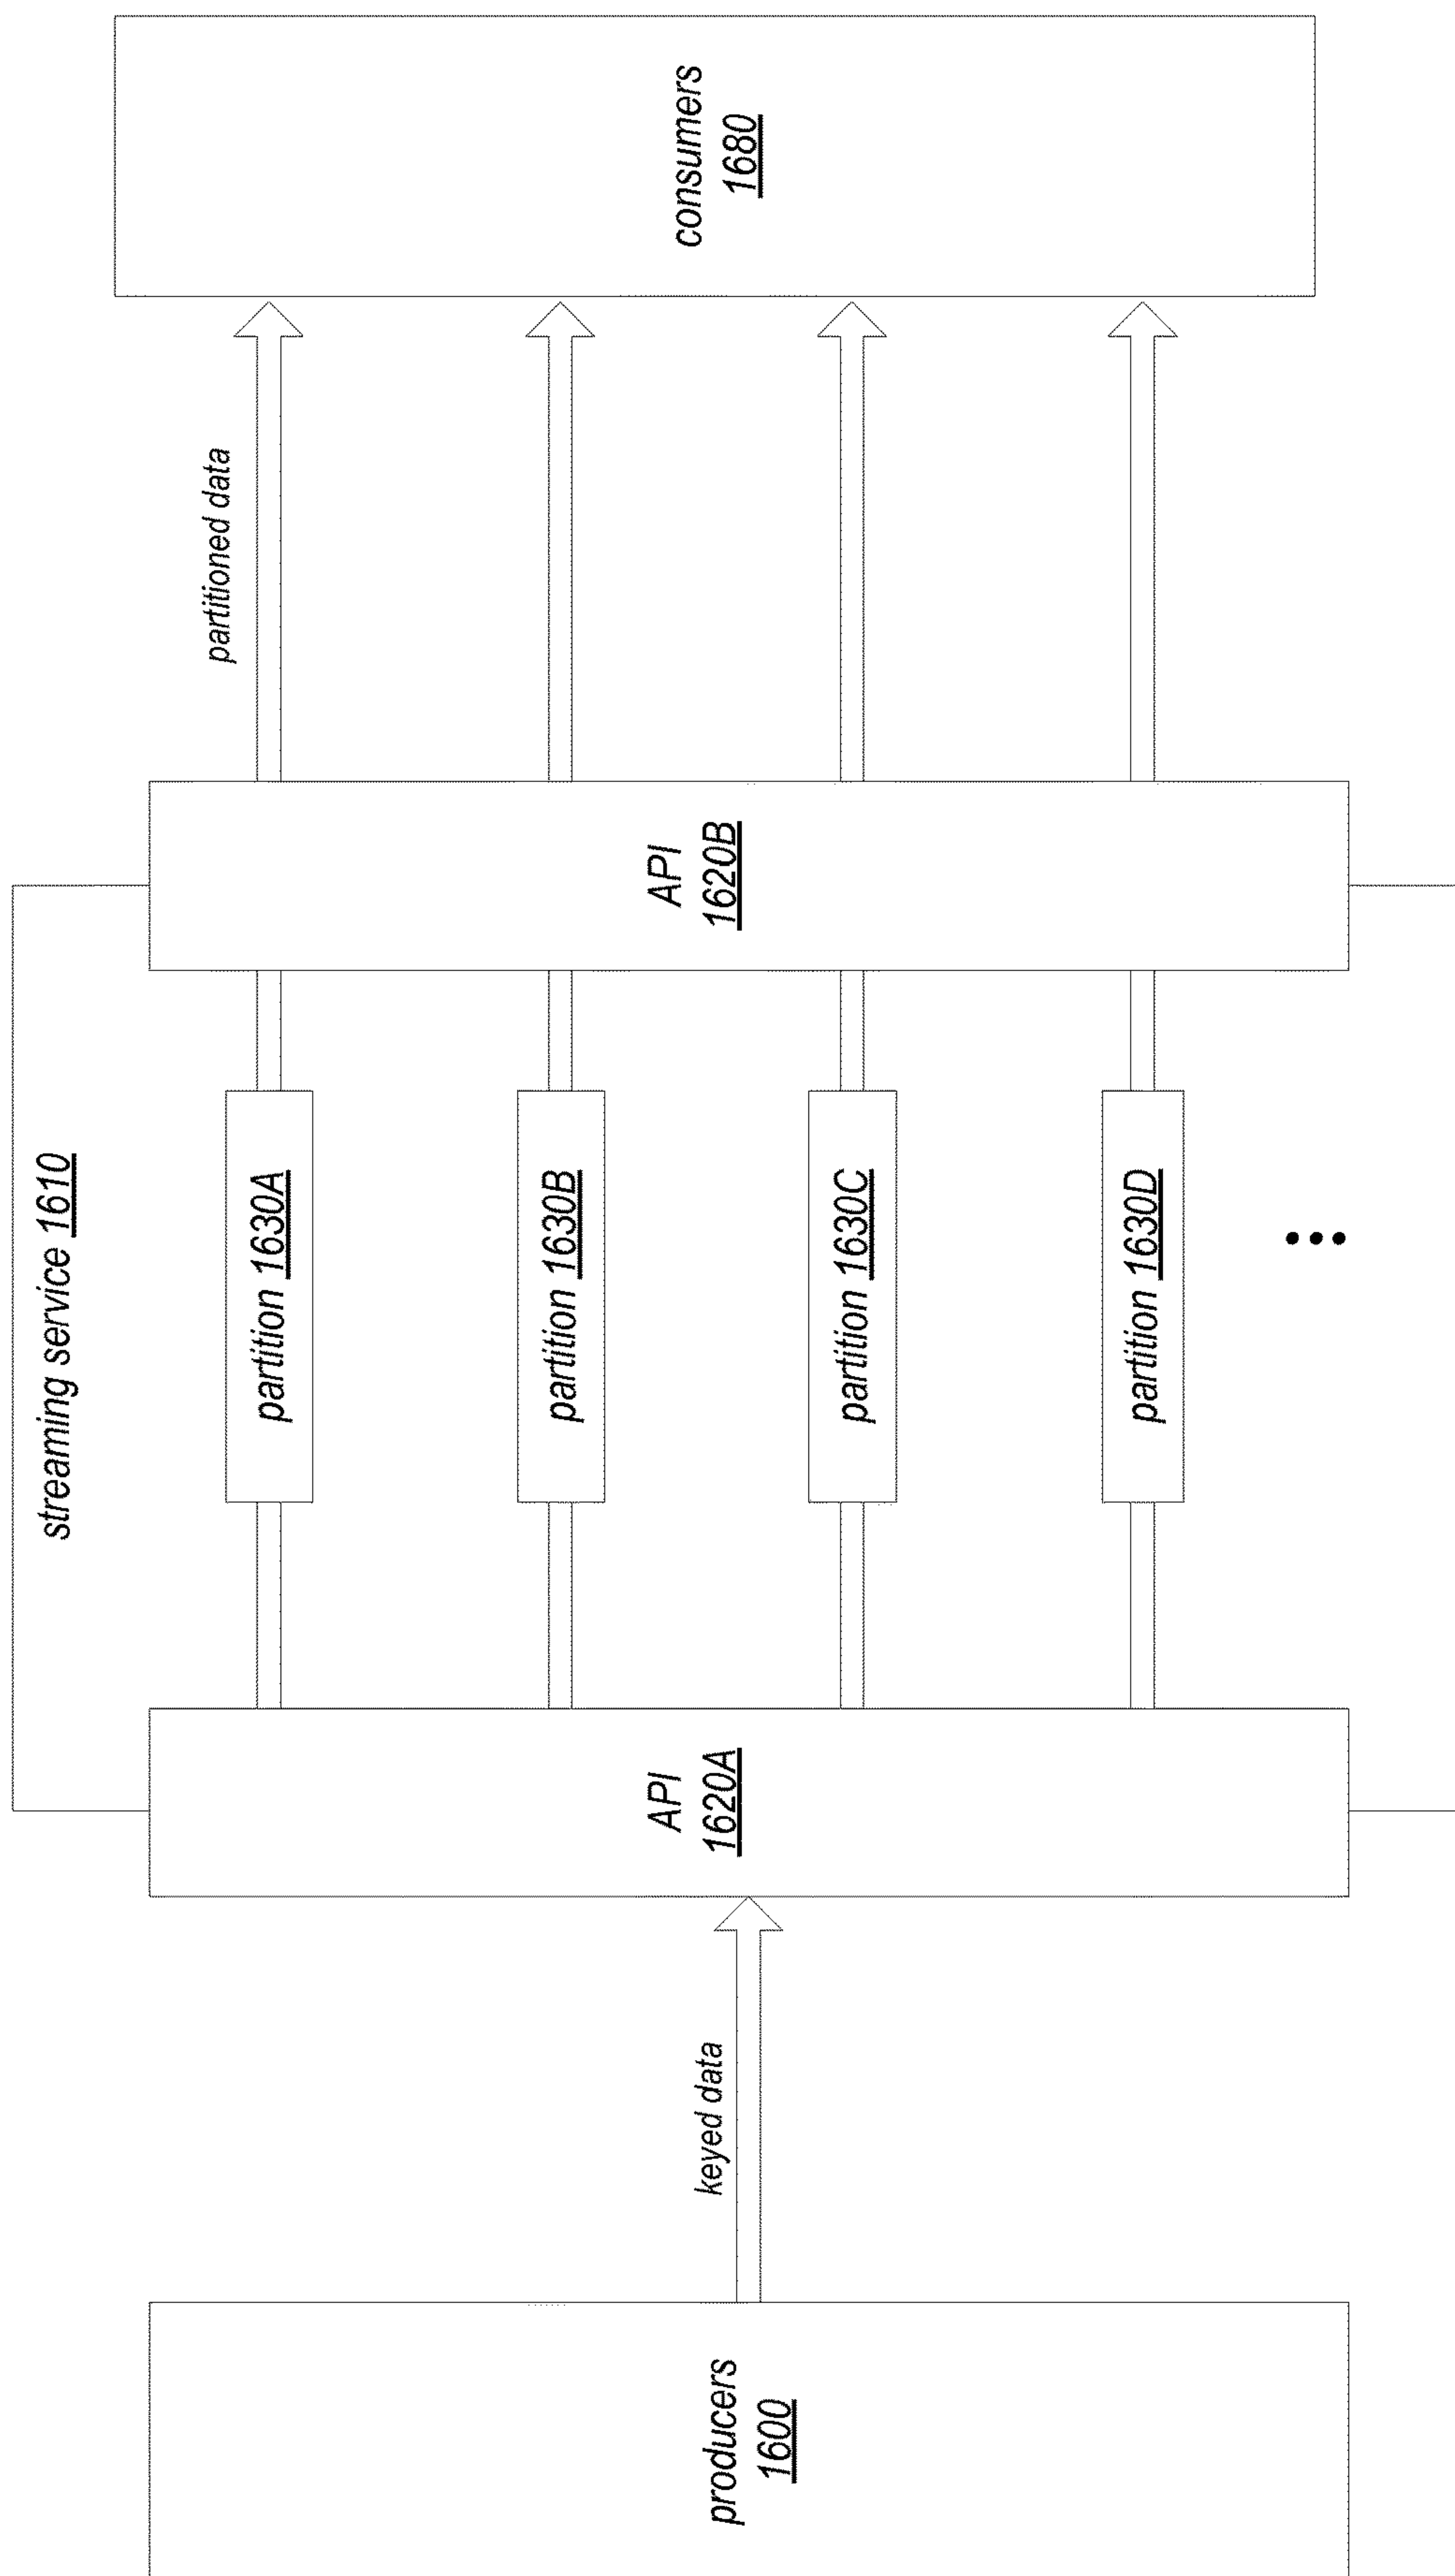 streaming service 1610
producers
1600
keyed data
API
1620A
partition 1630A
partition 1630B
partition 1630C
partition 1630D
API
1620B
partitioned data
consumers
1680